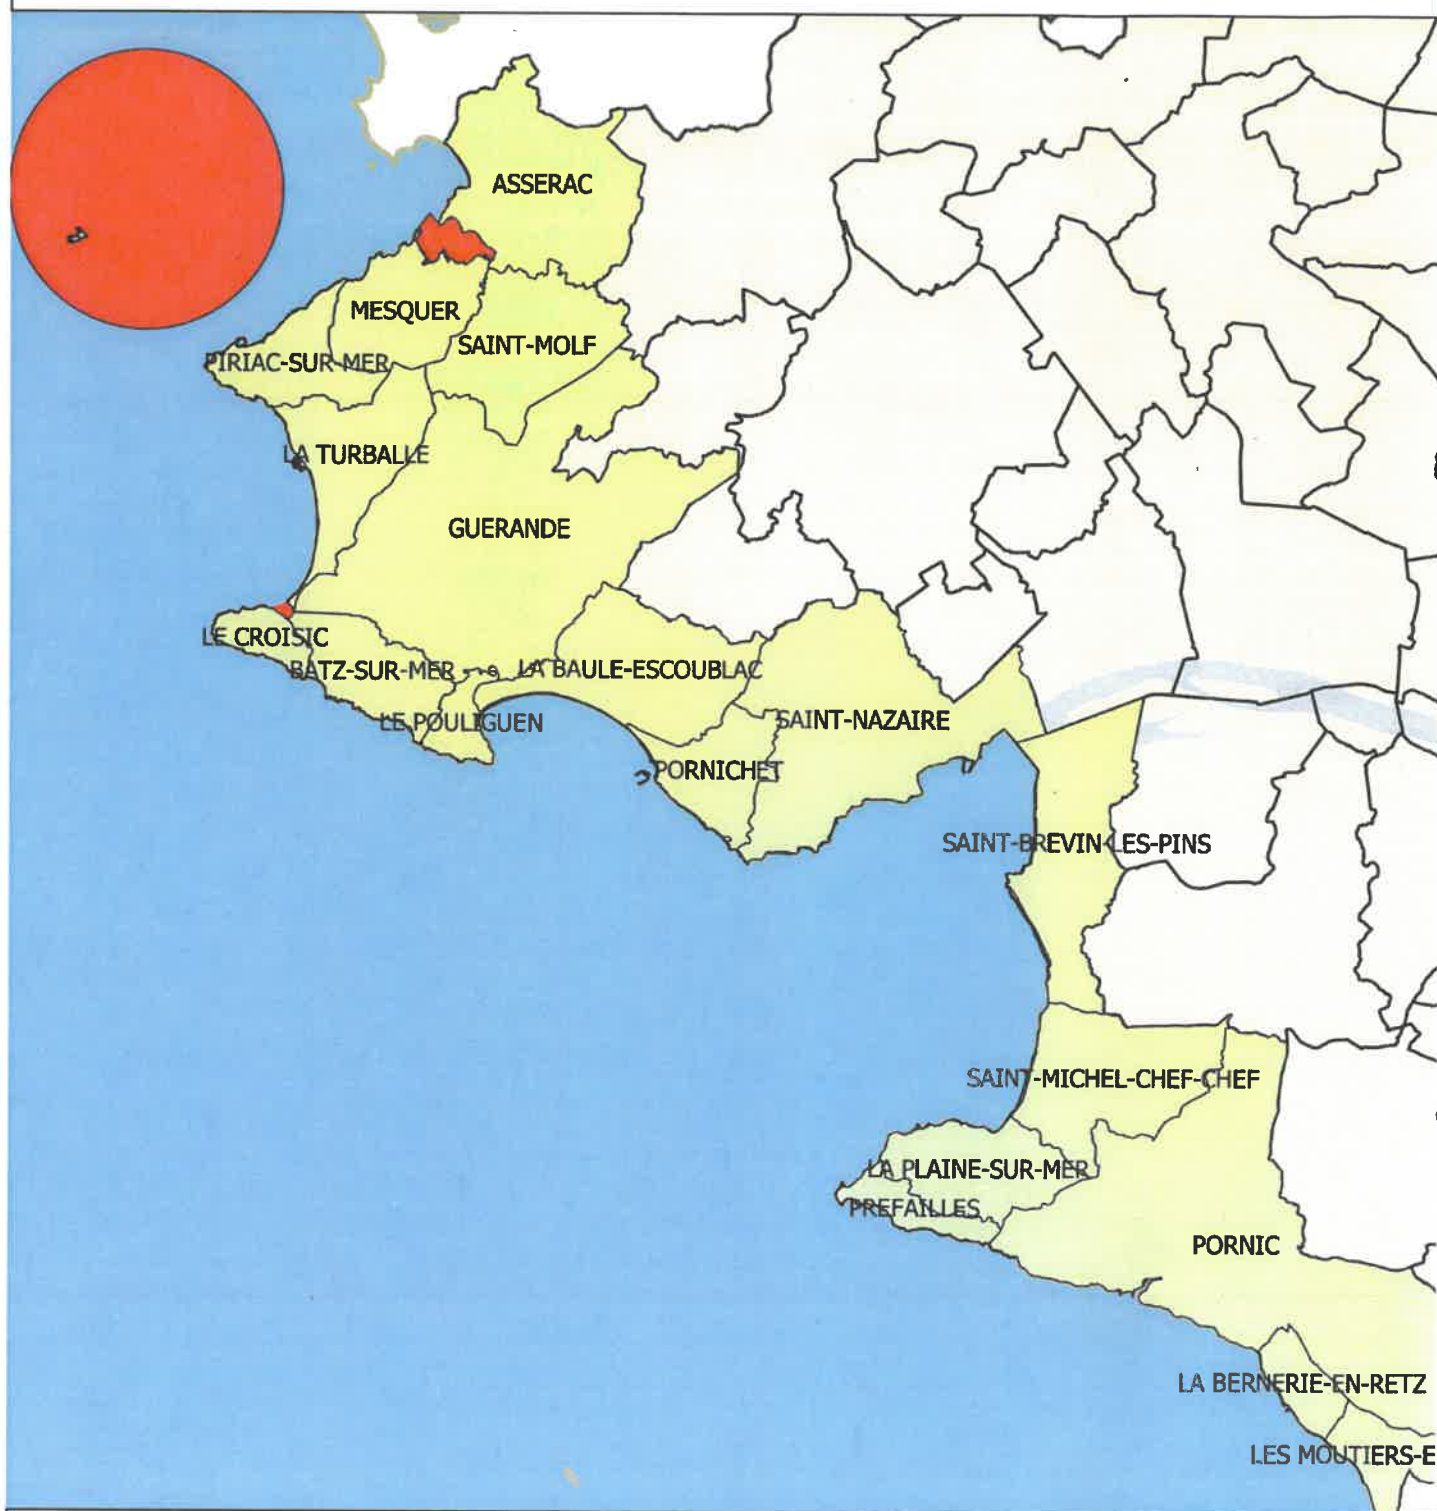 ASSERAC
MESQUER
SAINT-MOLF
PIRIAC-SUR-MER
LA TURBALLE
GUERANDE
LE CROISIC
BATZ-SUR-MER
LA BAULE-ESCOUBLAC
LE POULIGUEN
SAINT-NAZAIRE
PORNICHET
SAINT-BREVIN-LES-PINS
SAINT-MICHEL-CHEF-CHEF
LA PLAINE-SUR-MER
PREFAILLES
PORNIC
LA BERNERIE-EN-RETZ
LES MOUTIERS-E